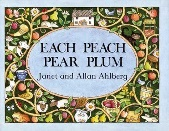 EACH PEACH
PEAR PLUM
Janet and Allan Ahlberg